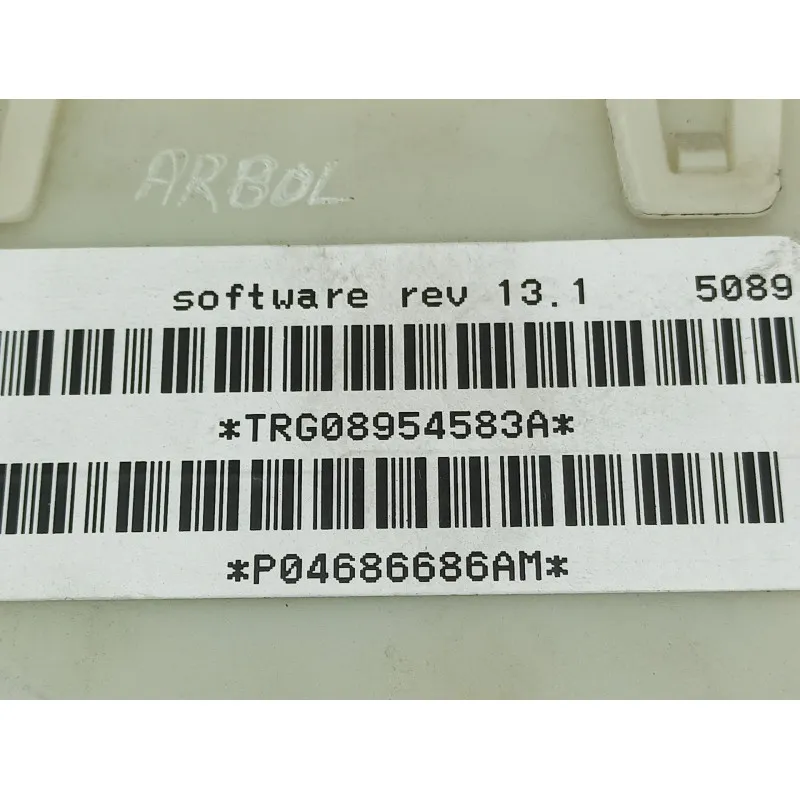 ARBOL
software rev 13.1 5089
*TRG08954583A*
*P04686686AM*